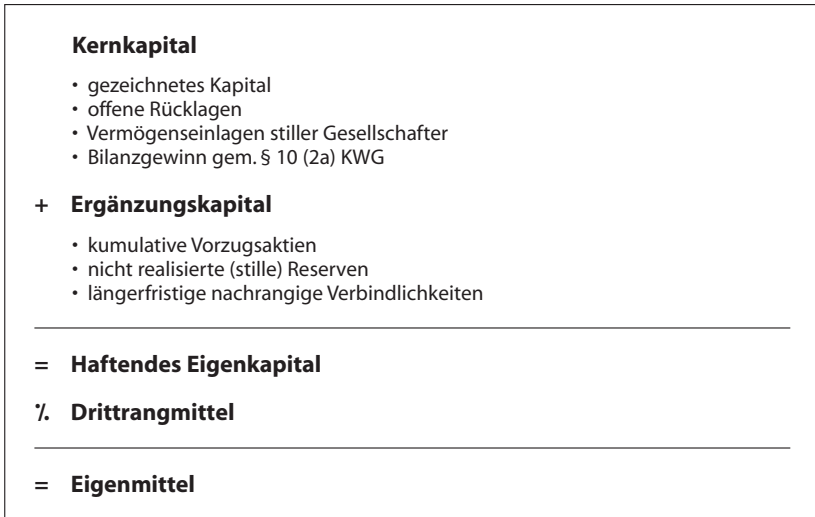 Kernkapital
• gezeichnetes Kapital
• offene Rücklagen
• Vermögenseinlagen stiller Gesellschafter
• Bilanzgewinn gem. § 10 (2a) KWG
+ Ergänzungskapital
• kumulative Vorzugsaktien
• nicht realisierte (stille) Reserven
• längerfristige nachrangige Verbindlichkeiten
= Haftendes Eigenkapital
⁒ Drittrangmittel
= Eigenmittel